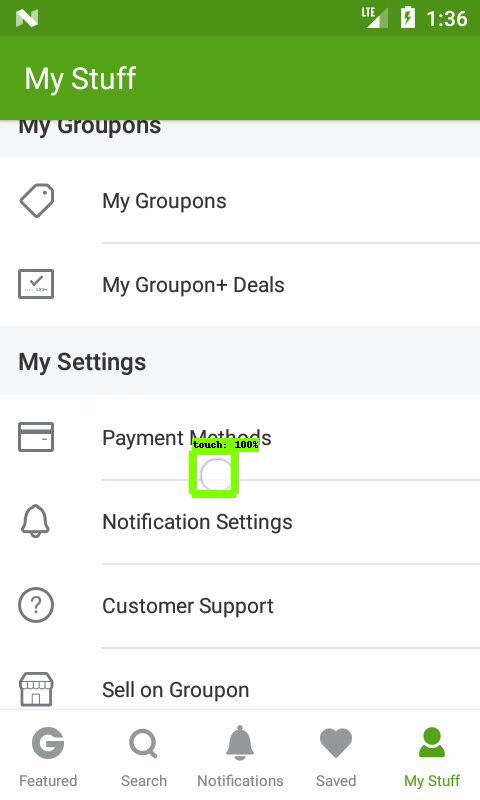 LTE 1:36
My Stuff
My Groupons
My Groupons
My Groupon+ Deals
My Settings
Payment Methods
touch: 100%
Notification Settings
Customer Support
Sell on Groupon
Featured Search Notifications Saved My Stuff